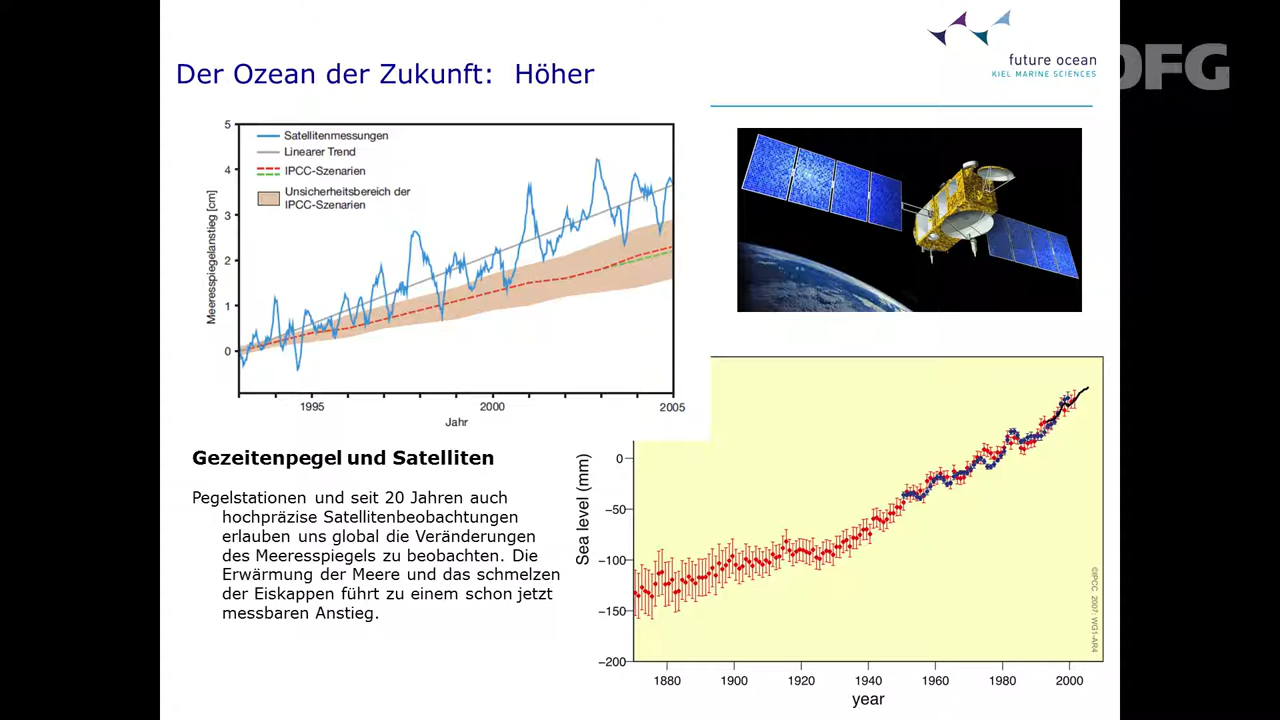 DFG
future ocean
KIEL MARINE SCIENCES
Der Ozean der Zukunft: Höher
5
4
3
2
1
0
Meeresspiegelanstieg [cm]
Satellitenmessungen
Linearer Trend
IPCC-Szenarien
Unsicherheitsbereich der
IPCC-Szenarien
1995
2000
2005
Jahr
Gezeitenpegel und Satelliten
Pegelstationen und seit 20 Jahren auch
hochpräzise Satellitenbeobachtungen
erlauben uns global die Veränderungen
des Meeresspiegels zu beobachten. Die
Erwärmung der Meere und das schmelzen
der Eiskappen führt zu einem schon jetzt
messbaren Anstieg.
Sea level (mm)
0
−50
−100
−150
−200
1880
1900
1920
1940
1960
1980
2000
year
©IPCC 2007: WG1-AR4